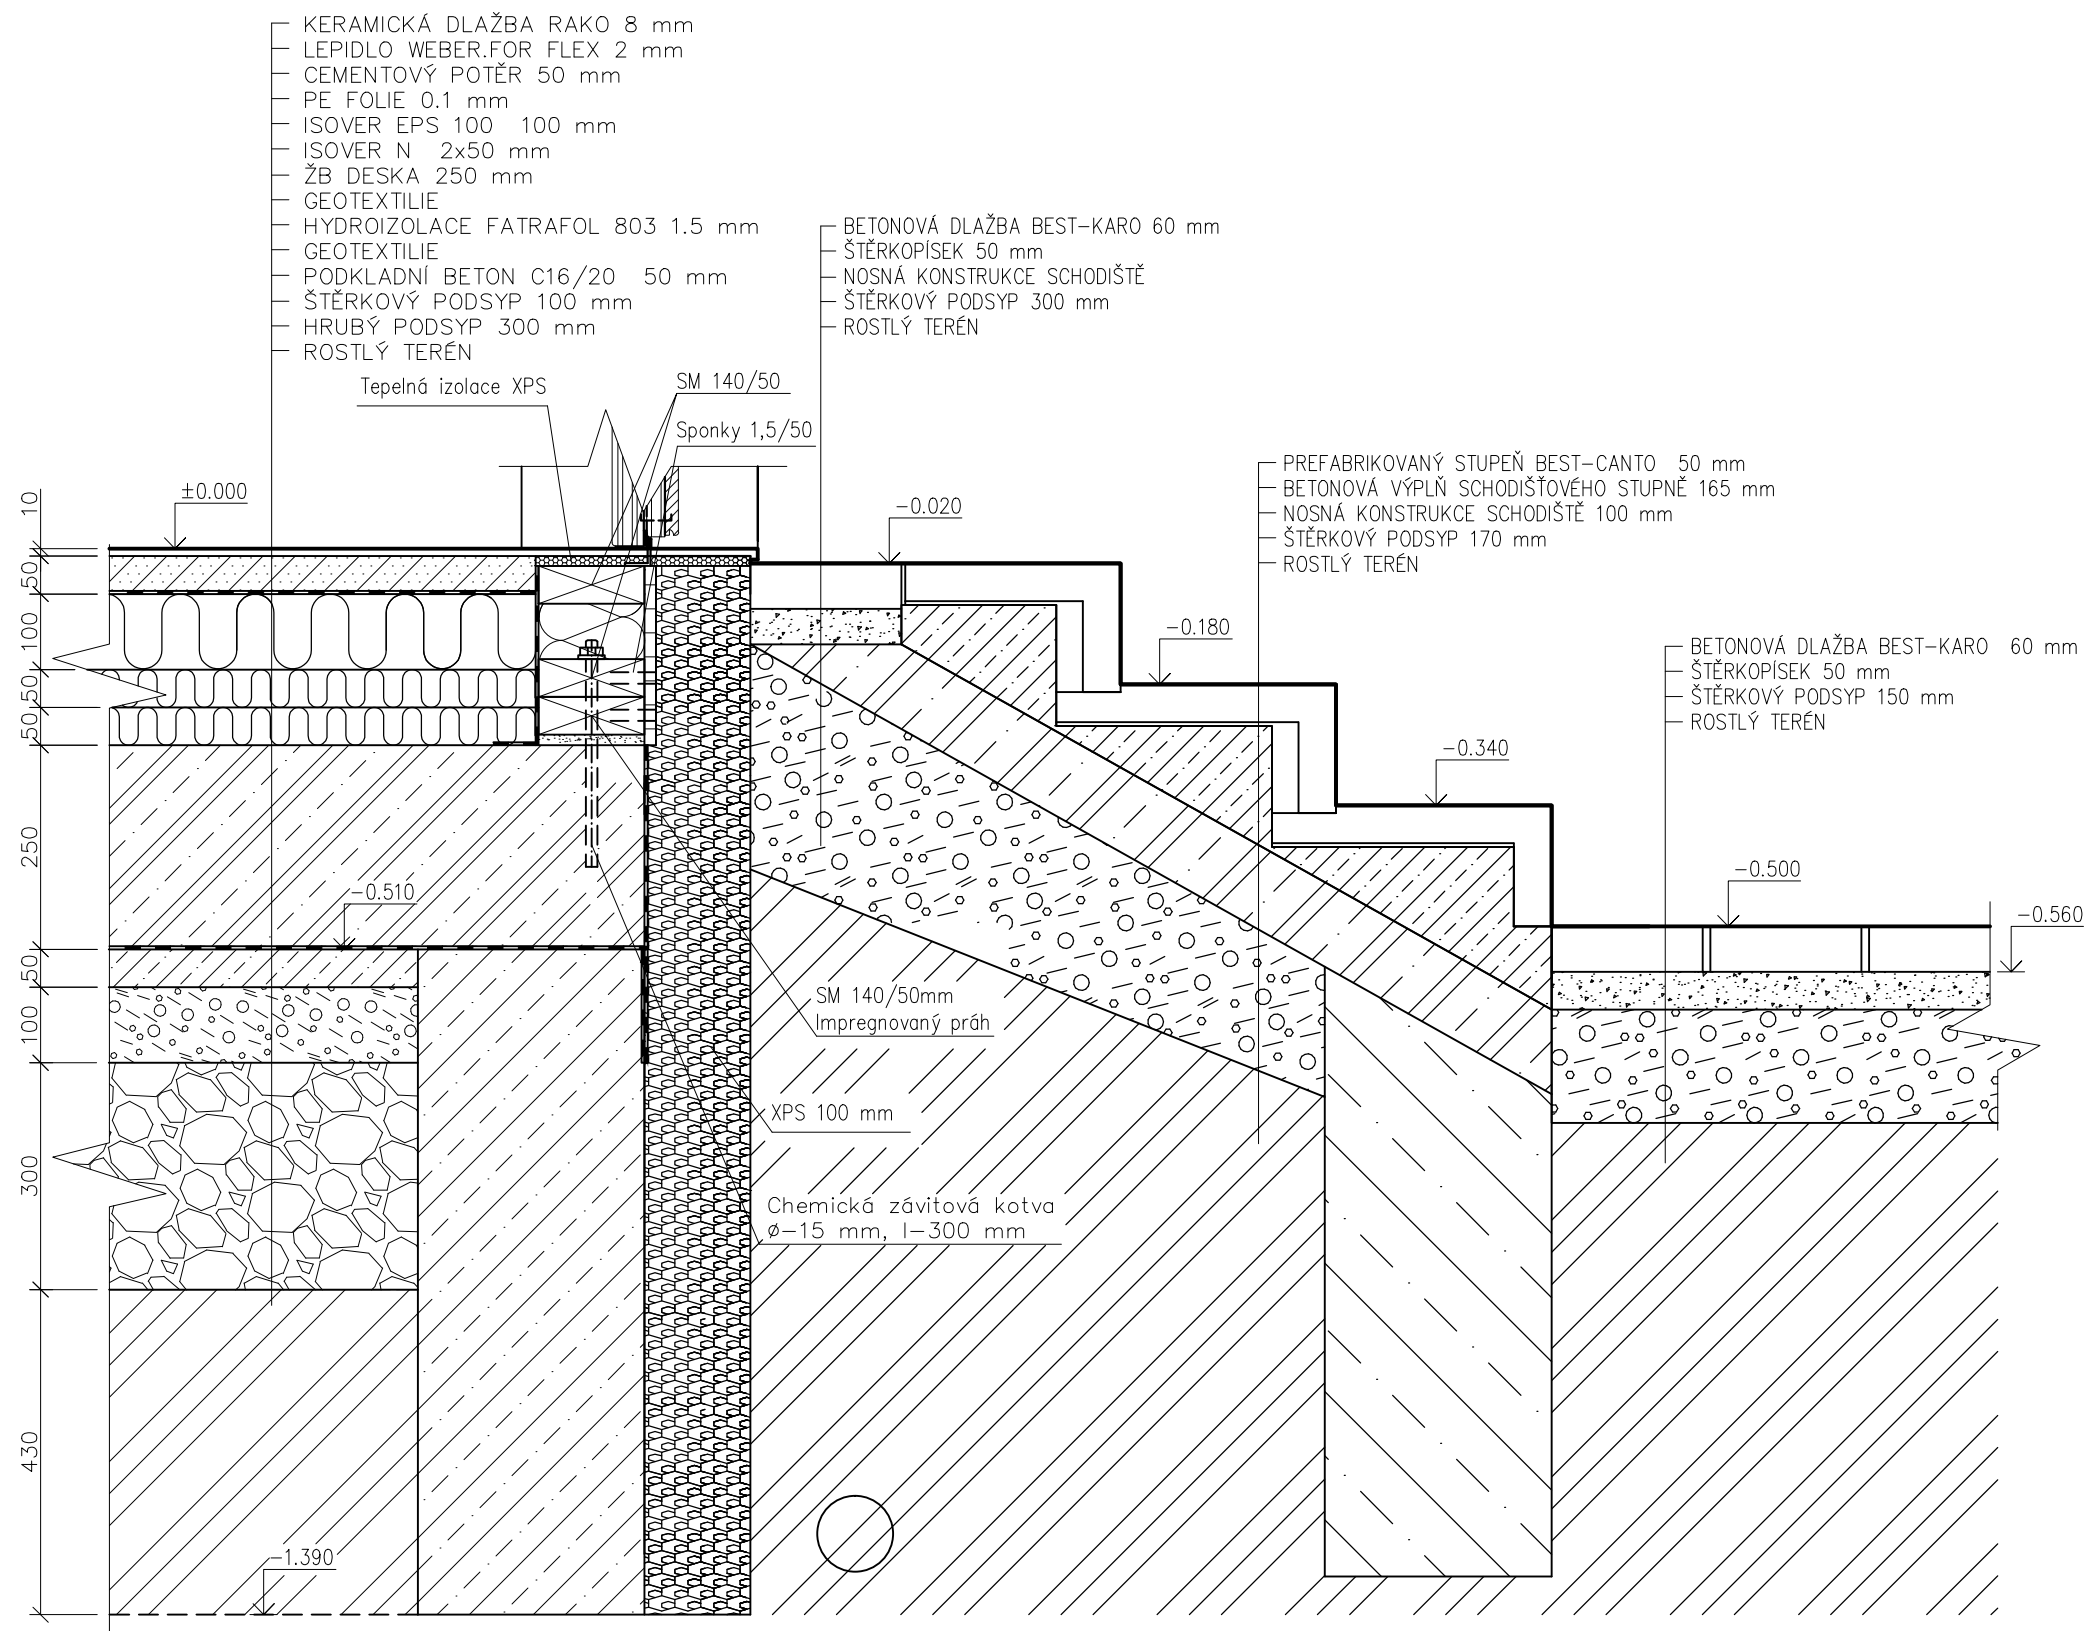 KERAMICKÁ DLAŽBA RAKO 8 mm
LEPIDLO WEBER.FOR FLEX 2 mm
CEMENTOVÝ POTĚR 50 mm
PE FOLIE 0.1 mm
ISOVER EPS 100 100 mm
ISOVER N 2x50 mm
ŽB DESKA 250 mm
GEOTEXTILIE
HYDROIZOLACE FATRAFOL 803 1.5 mm
GEOTEXTILIE
PODKLADNÍ BETON C16/20 50 mm
ŠTĚRKOVÝ PODSYP 100 mm
HRUBÝ PODSYP 300 mm
ROSTLÝ TERÉN
BETONOVÁ DLAŽBA BEST-KARO 60 mm
ŠTĚRKOPÍSEK 50 mm
NOSNÁ KONSTRUKCE SCHODIŠTĚ
ŠTĚRKOVÝ PODSYP 300 mm
ROSTLÝ TERÉN
Tepelná izolace XPS
SM 140/50
Sponky 1,5/50
PREFABRIKOVANÝ STUPEŇ BEST-CANTO 50 mm
BETONOVÁ VÝPLŇ SCHODIŠŤOVÉHO STUPNĚ 165 mm
NOSNÁ KONSTRUKCE SCHODIŠTĚ 100 mm
ŠTĚRKOVÝ PODSYP 170 mm
ROSTLÝ TERÉN
BETONOVÁ DLAŽBA BEST-KARO 60 mm
ŠTĚRKOPÍSEK 50 mm
ŠTĚRKOVÝ PODSYP 150 mm
ROSTLÝ TERÉN
±0.000
-0.020
-0.180
-0.340
-0.500
-0.560
-0.510
-1.390
10
50
100
50
50
250
50
100
300
430
SM 140/50mm
Impregnovaný práh
XPS 100 mm
Chemická závitová kotva
ø-15 mm, l-300 mm